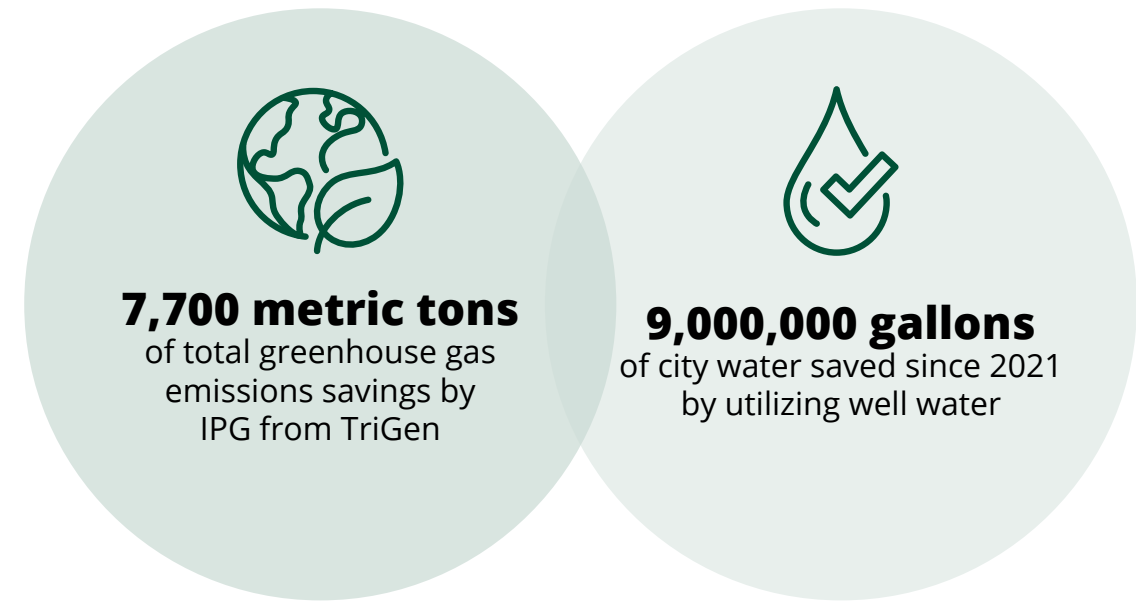 7,700 metric tons
of total greenhouse gas
emissions savings by
IPG from TriGen
9,000,000 gallons
of city water saved since 2021
by utilizing well water